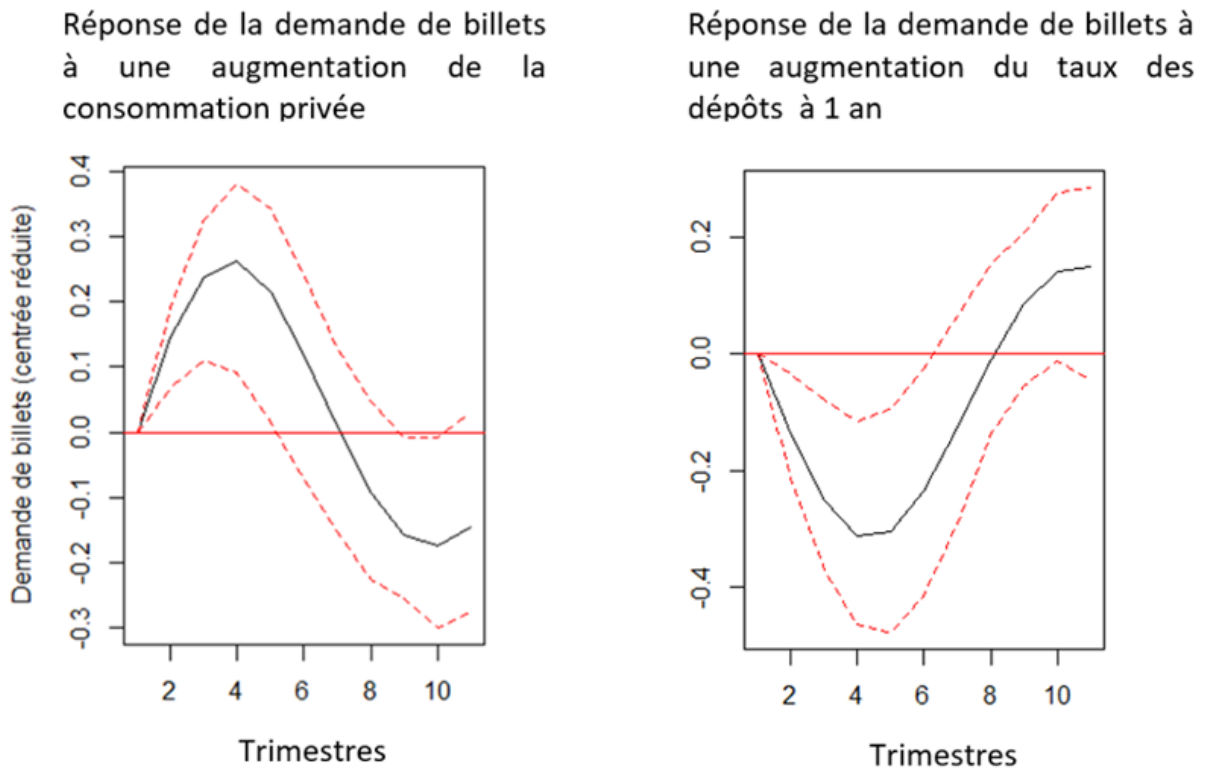 Réponse de la demande de billets
à une augmentation de la
consommation privée
Réponse de la demande de billets à
une augmentation du taux des
dépôts à 1 an
Demande de billets (centrée réduite)
0.4
0.3
0.2
0.1
0.0
-0.1
-0.2
-0.3
2 4 6 8 10
Trimestres
0.2
0.0
-0.2
-0.4
2 4 6 8 10
Trimestres